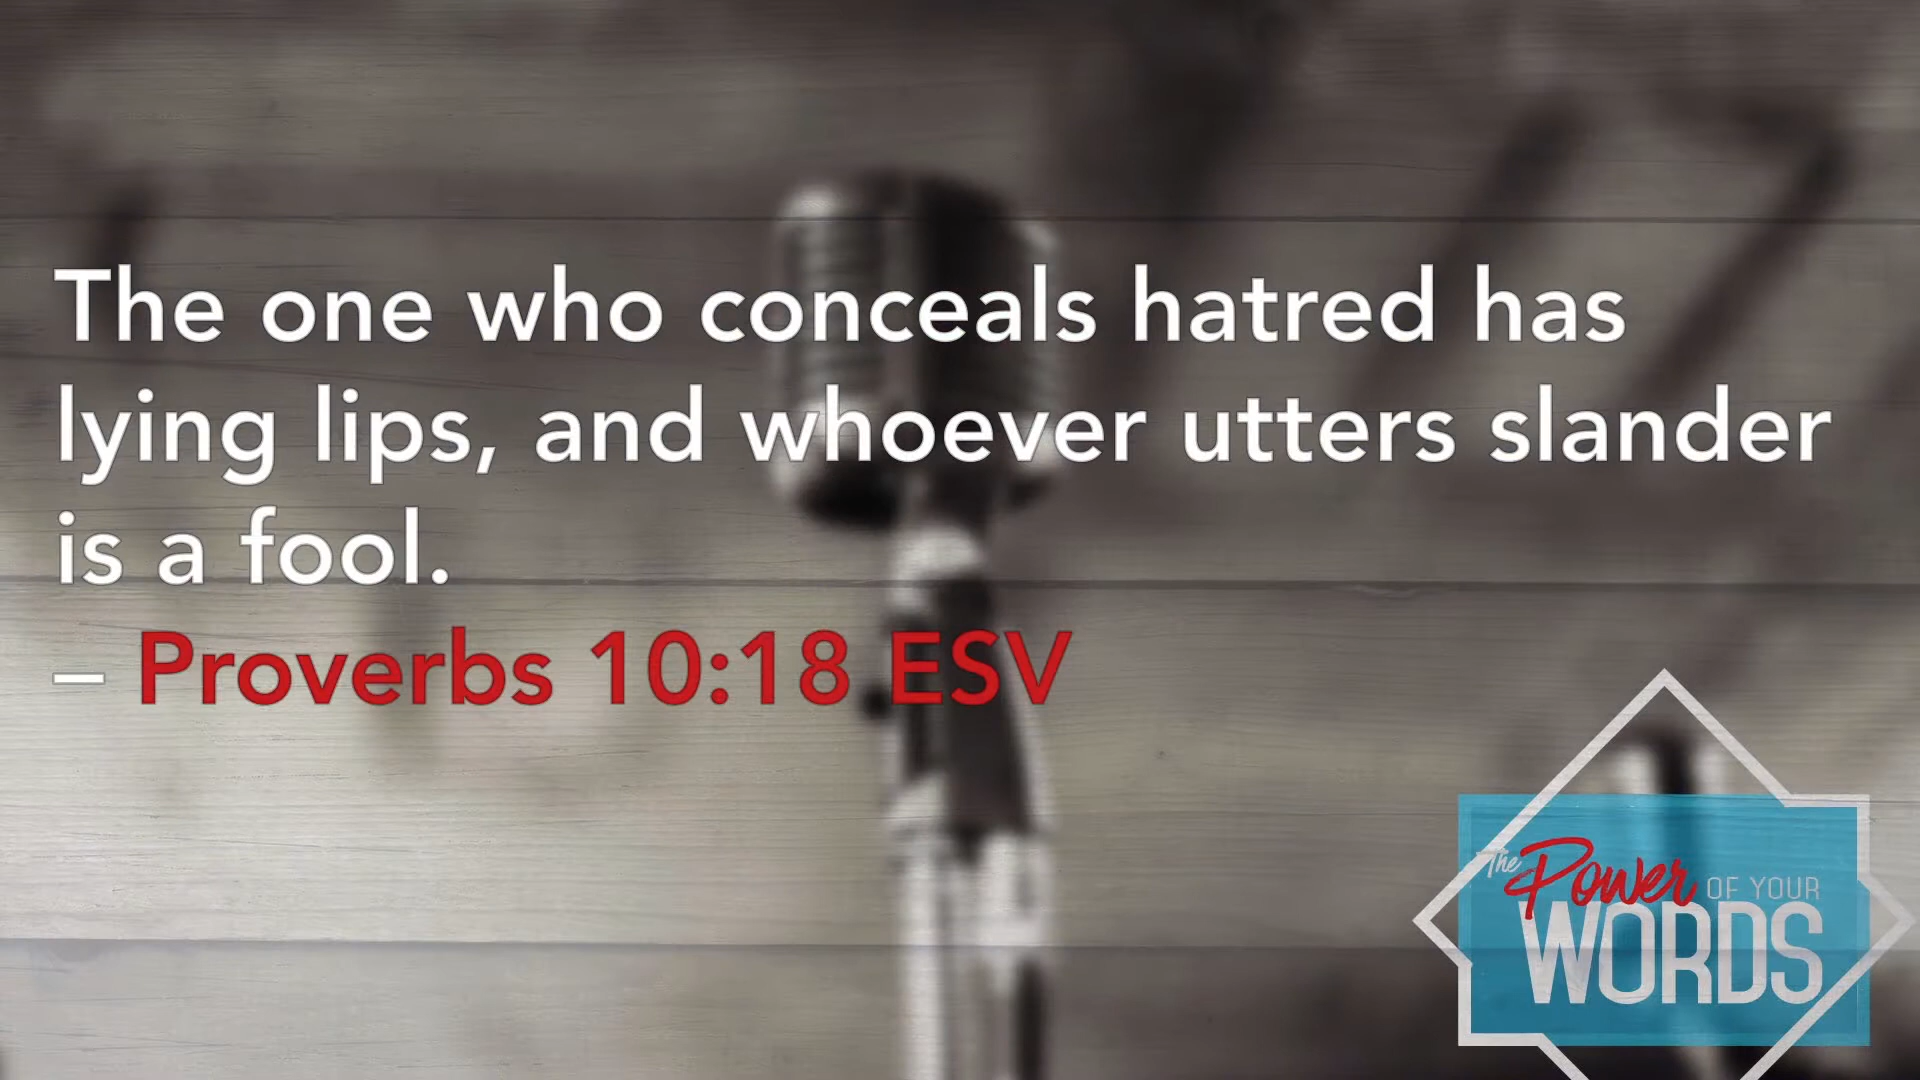 The one who conceals hatred has
lying lips, and whoever utters slander
is a fool.
– Proverbs 10:18 ESV
The Power OF YOUR
WORDS